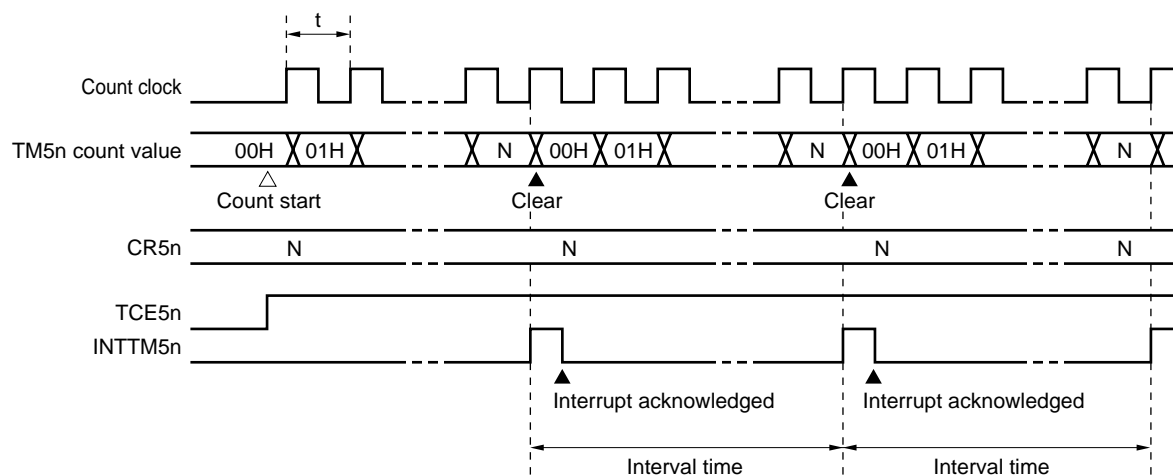 t
Count clock
TM5n count value 00H 01H N 00H 01H N 00H 01H N
Count start Clear Clear
CR5n N N N N
TCE5n
INTTM5n
Interrupt acknowledged Interrupt acknowledged
Interval time Interval time